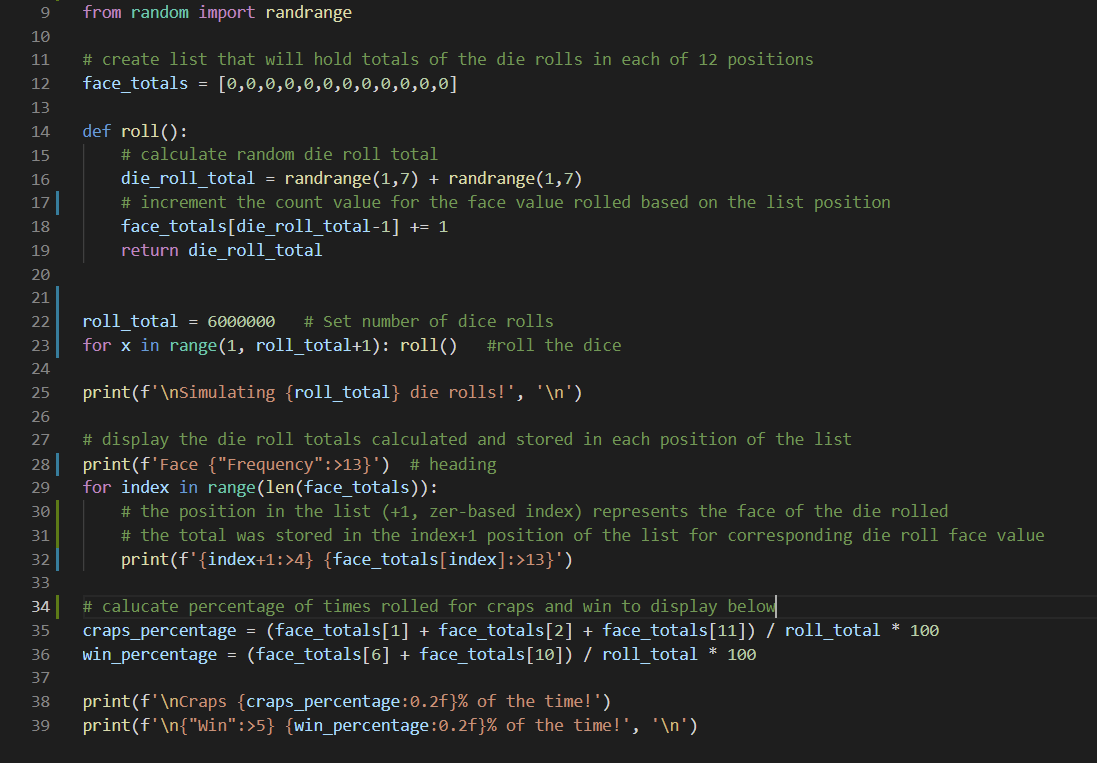 9 from random import randrange
10
11 # create list that will hold totals of the die rolls in each of 12 positions
12 face_totals = [0,0,0,0,0,0,0,0,0,0,0,0]
13
14 def roll():
15     # calculate random die roll total
16     die_roll_total = randrange(1,7) + randrange(1,7)
17     # increment the count value for the face value rolled based on the list position
18     face_totals[die_roll_total-1] += 1
19     return die_roll_total
20
21
22 roll_total = 6000000   # Set number of dice rolls
23 for x in range(1, roll_total+1): roll()   #roll the dice
24
25 print(f'\nSimulating {roll_total} die rolls!', '\n')
26
27 # display the die roll totals calculated and stored in each position of the list
28 print(f'Face {"Frequency":>13}')  # heading
29 for index in range(len(face_totals)):
30     # the position in the list (+1, zer-based index) represents the face of the die rolled
31     # the total was stored in the index+1 position of the list for corresponding die roll face value
32     print(f'{index+1:>4} {face_totals[index]:>13}')
33
34 # calucate percentage of times rolled for craps and win to display below
35 craps_percentage = (face_totals[1] + face_totals[2] + face_totals[11]) / roll_total * 100
36 win_percentage = (face_totals[6] + face_totals[10]) / roll_total * 100
37
38 print(f'\nCraps {craps_percentage:0.2f}% of the time!')
39 print(f'\n{"Win":>5} {win_percentage:0.2f}% of the time!', '\n')